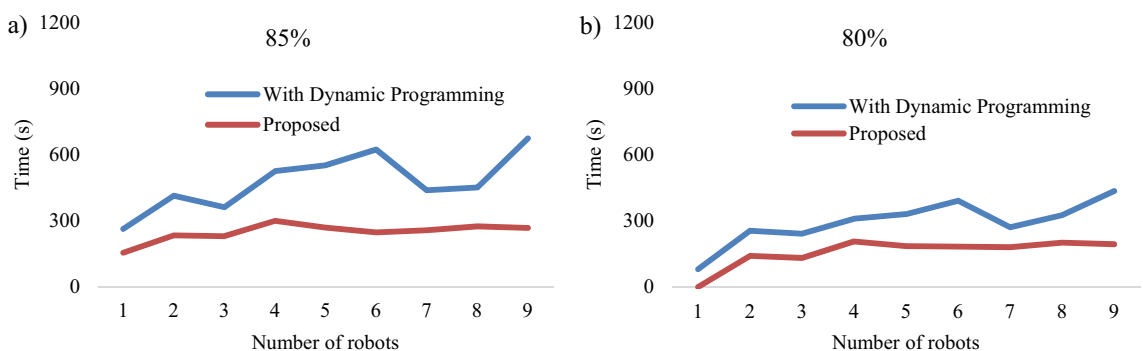 a)
85%
1200
900
600
300
0
Time (s)
With Dynamic Programming
Proposed
1 2 3 4 5 6 7 8 9
Number of robots
b)
80%
1200
900
600
300
0
Time (s)
With Dynamic Programming
Proposed
1 2 3 4 5 6 7 8 9
Number of robots